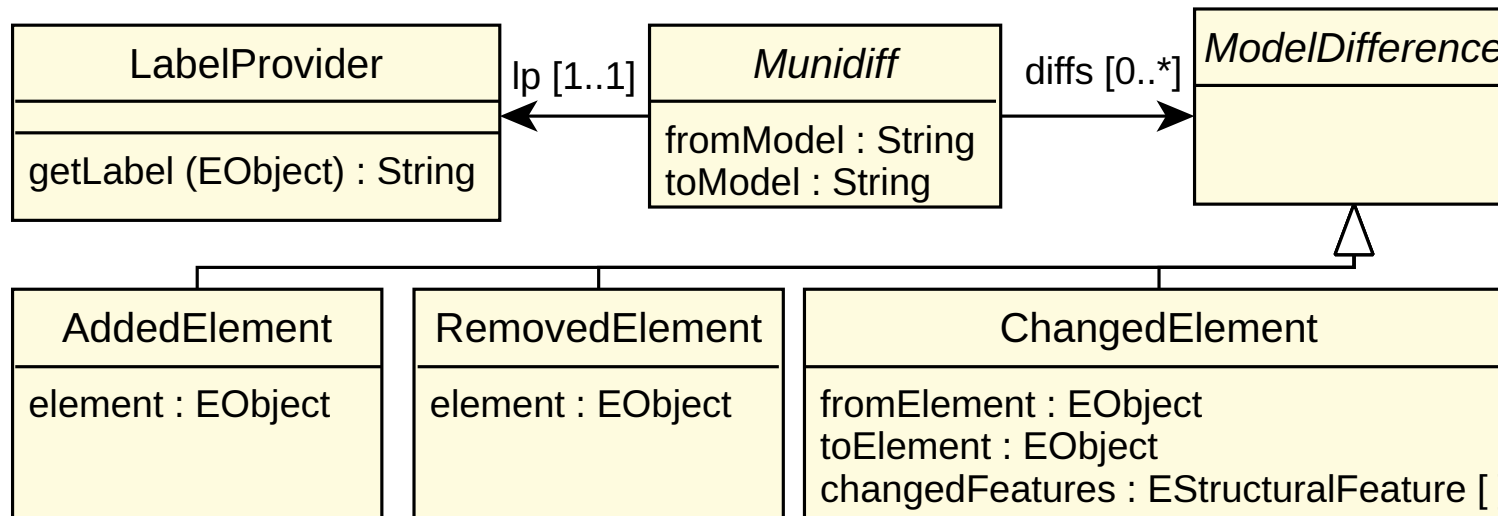 LabelProvider
lp [1..1]
Munidiff
diffs [0..*]
ModelDifference
getLabel (EObject) : String
fromModel : String
toModel : String
AddedElement
element : EObject
RemovedElement
element : EObject
ChangedElement
fromElement : EObject
toElement : EObject
changedFeatures : EStructuralFeature [